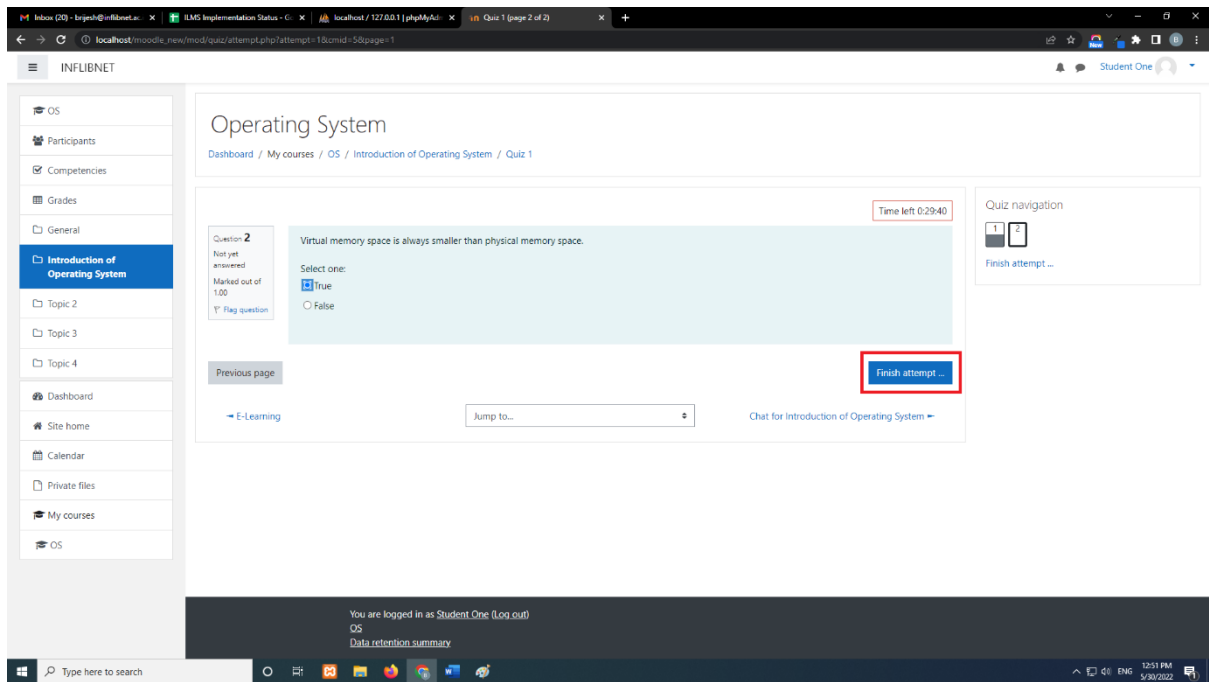 Inbox (20) - brijesh@inflibnet.ac.
ILMS Implementation Status - Go
localhost / 127.0.0.1 | phpMyAdm
Quiz 1 (page 2 of 2)
localhost/moodle_new/mod/quiz/attempt.php?attempt=1&cmid=58&page=1
New
B
INFLIBNET
Student One
OS
Participants
Competencies
Grades
General
Introduction of
Operating System
Topic 2
Topic 3
Topic 4
Dashboard
Site home
Calendar
Private files
My courses
OS
Operating System
Dashboard / My courses / OS / Introduction of Operating System / Quiz 1
Time left 0:29:40
Question 2
Not yet
answered
Marked out of
1.00
Flag question
Virtual memory space is always smaller than physical memory space.
Select one:
True
False
Previous page
Finish attempt ...
◄ E-Learning
Jump to...
Chat for Introduction of Operating System ►
Quiz navigation
1 2
Finish attempt ...
You are logged in as Student One (Log out)
OS
Data retention summary
Type here to search
ENG
12:51 PM
5/30/2022